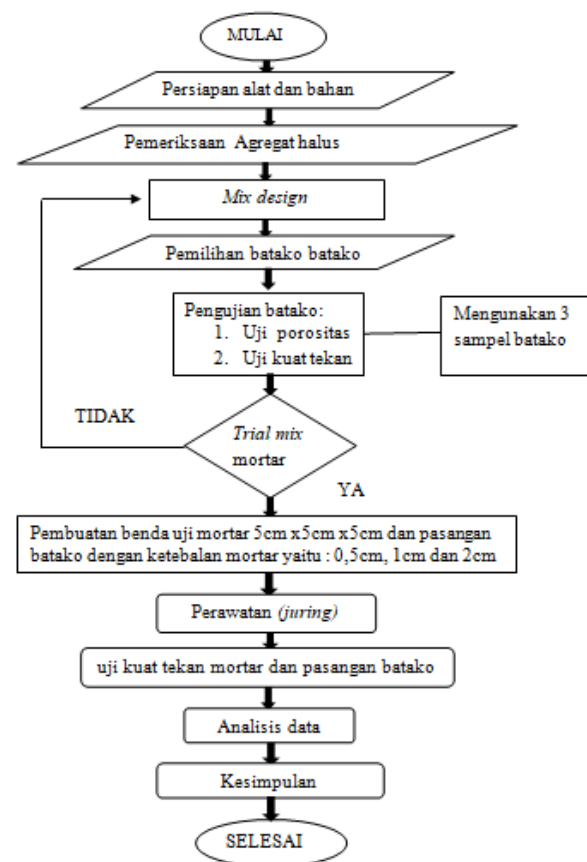 MULAI
Persiapan alat dan bahan
Pemeriksaan Agregat halus
Mix design
Pemilihan batako batako
Pengujian batako:
1. Uji porositas
2. Uji kuat tekan
Mengunakan 3
sampel batako
TIDAK
Trial mix
mortar
YA
Pembuatan benda uji mortar 5cm x5cm x5cm dan pasangan
batako dengan ketebalan mortar yaitu : 0,5cm, 1cm dan 2cm
Perawatan (juring)
uji kuat tekan mortar dan pasangan batako
Analisis data
Kesimpulan
SELESAI